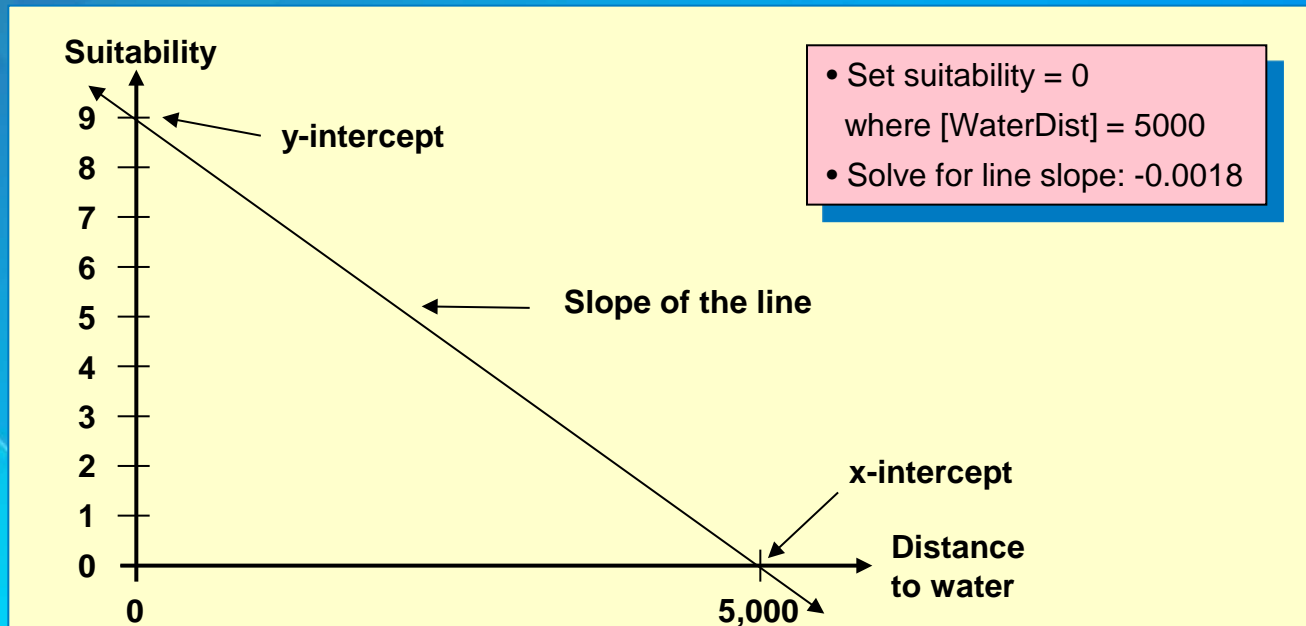 Suitability
9
8
7
6
5
4
3
2
1
0
y-intercept
Slope of the line
x-intercept
Distance
to water
0
5,000
• Set suitability = 0
where [WaterDist] = 5000
• Solve for line slope: -0.0018